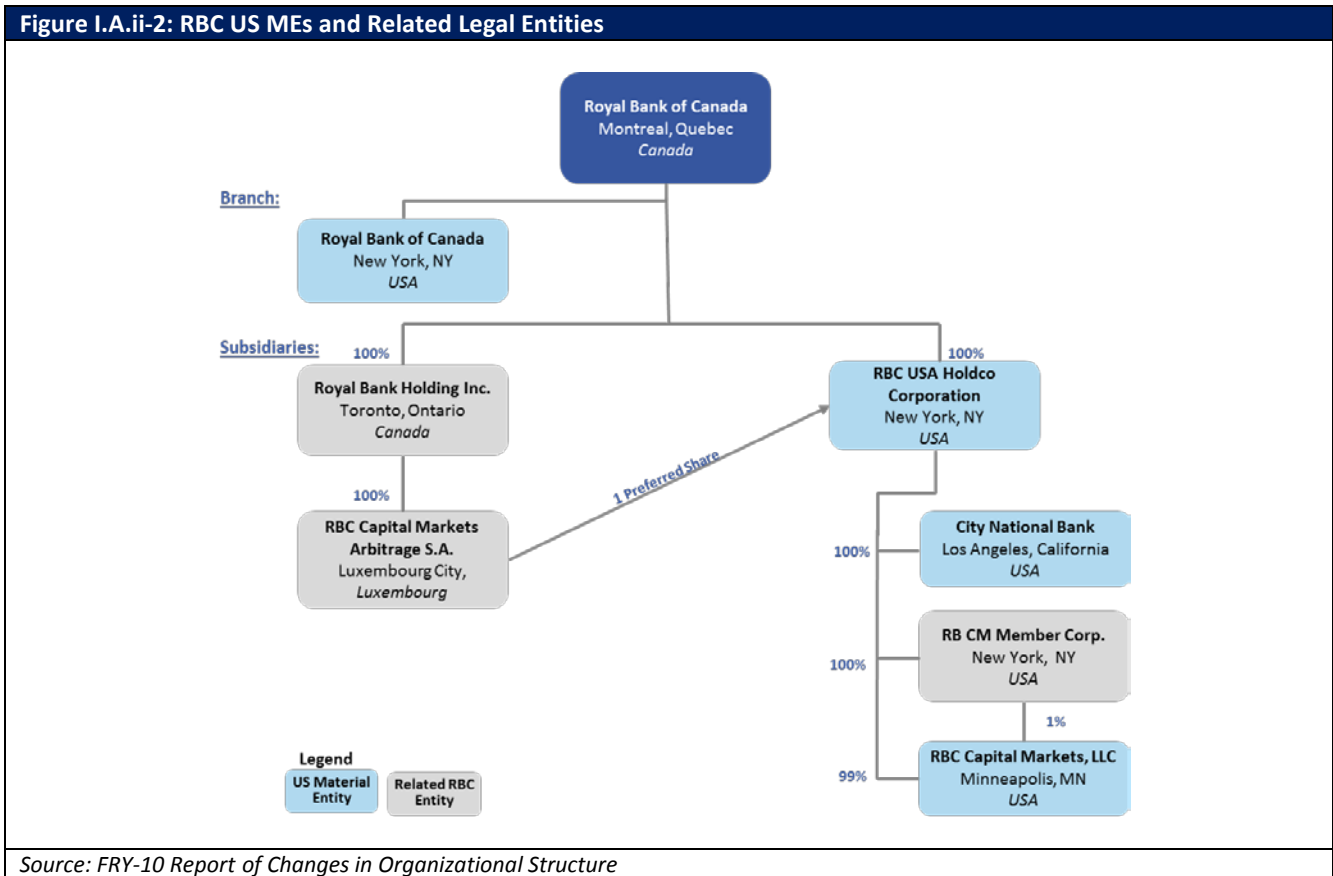 Figure I.A.ii-2: RBC US MEs and Related Legal Entities
Royal Bank of Canada
Montreal, Quebec
Canada
Branch:
Royal Bank of Canada
New York, NY
USA
Subsidiaries:
100%
Royal Bank Holding Inc.
Toronto, Ontario
Canada
100%
RBC Capital Markets
Arbitrage S.A.
Luxembourg City,
Luxembourg
1 Preferred Share
100%
RBC USA Holdco
Corporation
New York, NY
USA
100%
City National Bank
Los Angeles, California
USA
100%
RB CM Member Corp.
New York, NY
USA
1%
99%
RBC Capital Markets, LLC
Minneapolis, MN
USA
Legend
US Material
Entity
Related RBC
Entity
Source: FRY-10 Report of Changes in Organizational Structure